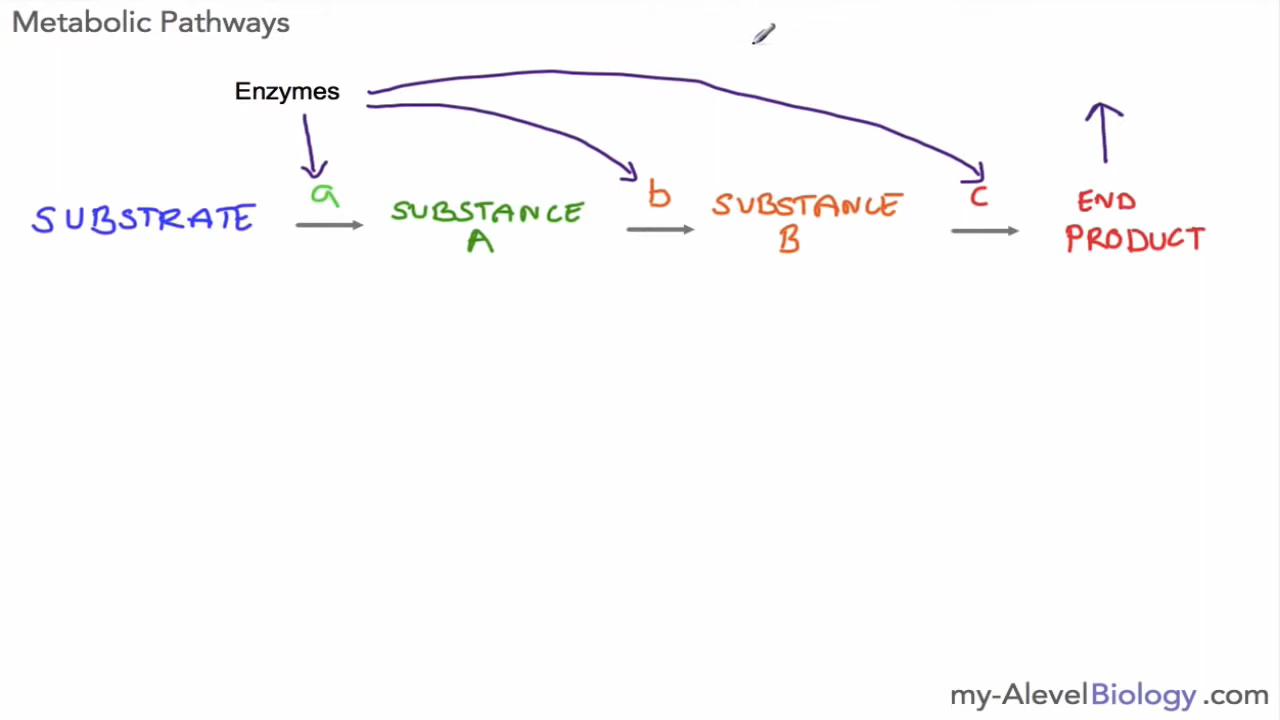 Metabolic Pathways
Enzymes
SUBSTRATE
a
SUBSTANCE
A
b
SUBSTANCE
B
c
END
PRODUCT
my-AlevelBiology.com